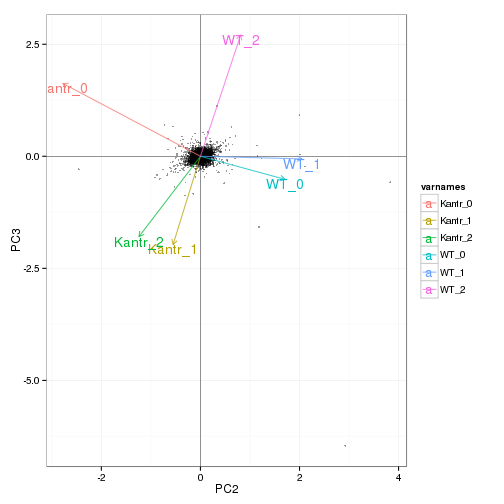 WT_2
2.5
antr_0
0.0
WT_1
WT_0
Kantr_2
Kantr_1
-2.5
-5.0
PC3
-2
0
2
4
PC2
varnames
a Kantr_0
a Kantr_1
a Kantr_2
a WT_0
a WT_1
a WT_2